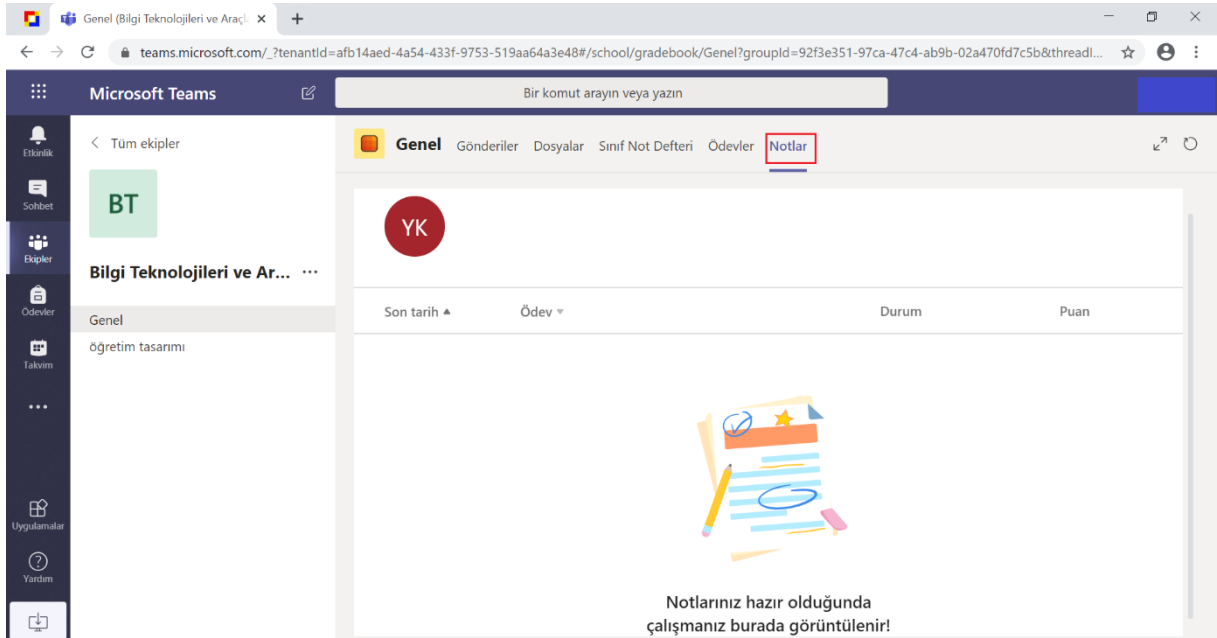 Genel (Bilgi Teknolojileri ve Araçl
teams.microsoft.com/_?tenantId=afb14aed-4a54-433f-9753-519aa64a3e48#/school/gradebook/Genel?groupId=92f3e351-97ca-47c4-ab9b-02a470fd7c5b&threadI...
Microsoft Teams
Bir komut arayın veya yazın
Etkinlik
Sohbet
Ekipler
Ödevler
Takvim
Uygulamalar
Yardım
Tüm ekipler
BT
Bilgi Teknolojileri ve Ar... ...
Genel
öğretim tasarımı
Genel Gönderiler Dosyalar Sınıf Not Defteri Ödevler Notlar
YK
Son tarih Ödev Durum Puan
Notlarınız hazır olduğunda
çalışmanız burada görüntülenir!